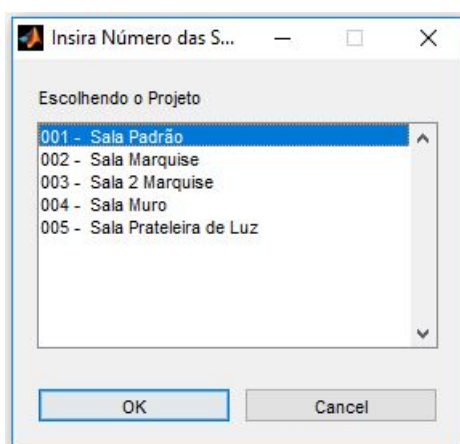 Insira Número das S...
Escolhendo o Projeto
001 - Sala Padrão
002 - Sala Marquise
003 - Sala 2 Marquise
004 - Sala Muro
005 - Sala Prateleira de Luz
OK Cancel